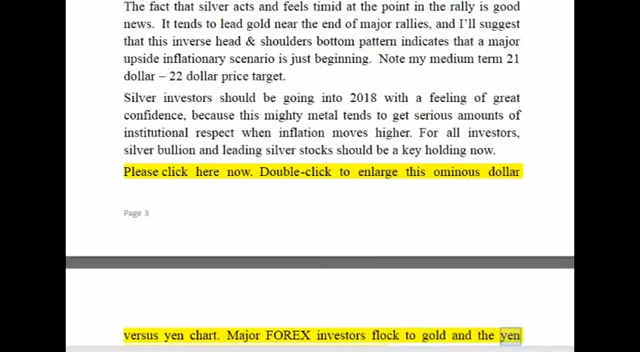 The fact that silver acts and feels timid at the point in the rally is good
news. It tends to lead gold near the end of major rallies, and I'll suggest
that this inverse head & shoulders bottom pattern indicates that a major
upside inflationary scenario is just beginning. Note my medium term 21
dollar – 22 dollar price target.
Silver investors should be going into 2018 with a feeling of great
confidence, because this mighty metal tends to get serious amounts of
institutional respect when inflation moves higher. For all investors,
silver bullion and leading silver stocks should be a key holding now.
Please click here now. Double-click to enlarge this ominous dollar
Page 3
versus yen chart. Major FOREX investors flock to gold and the yen